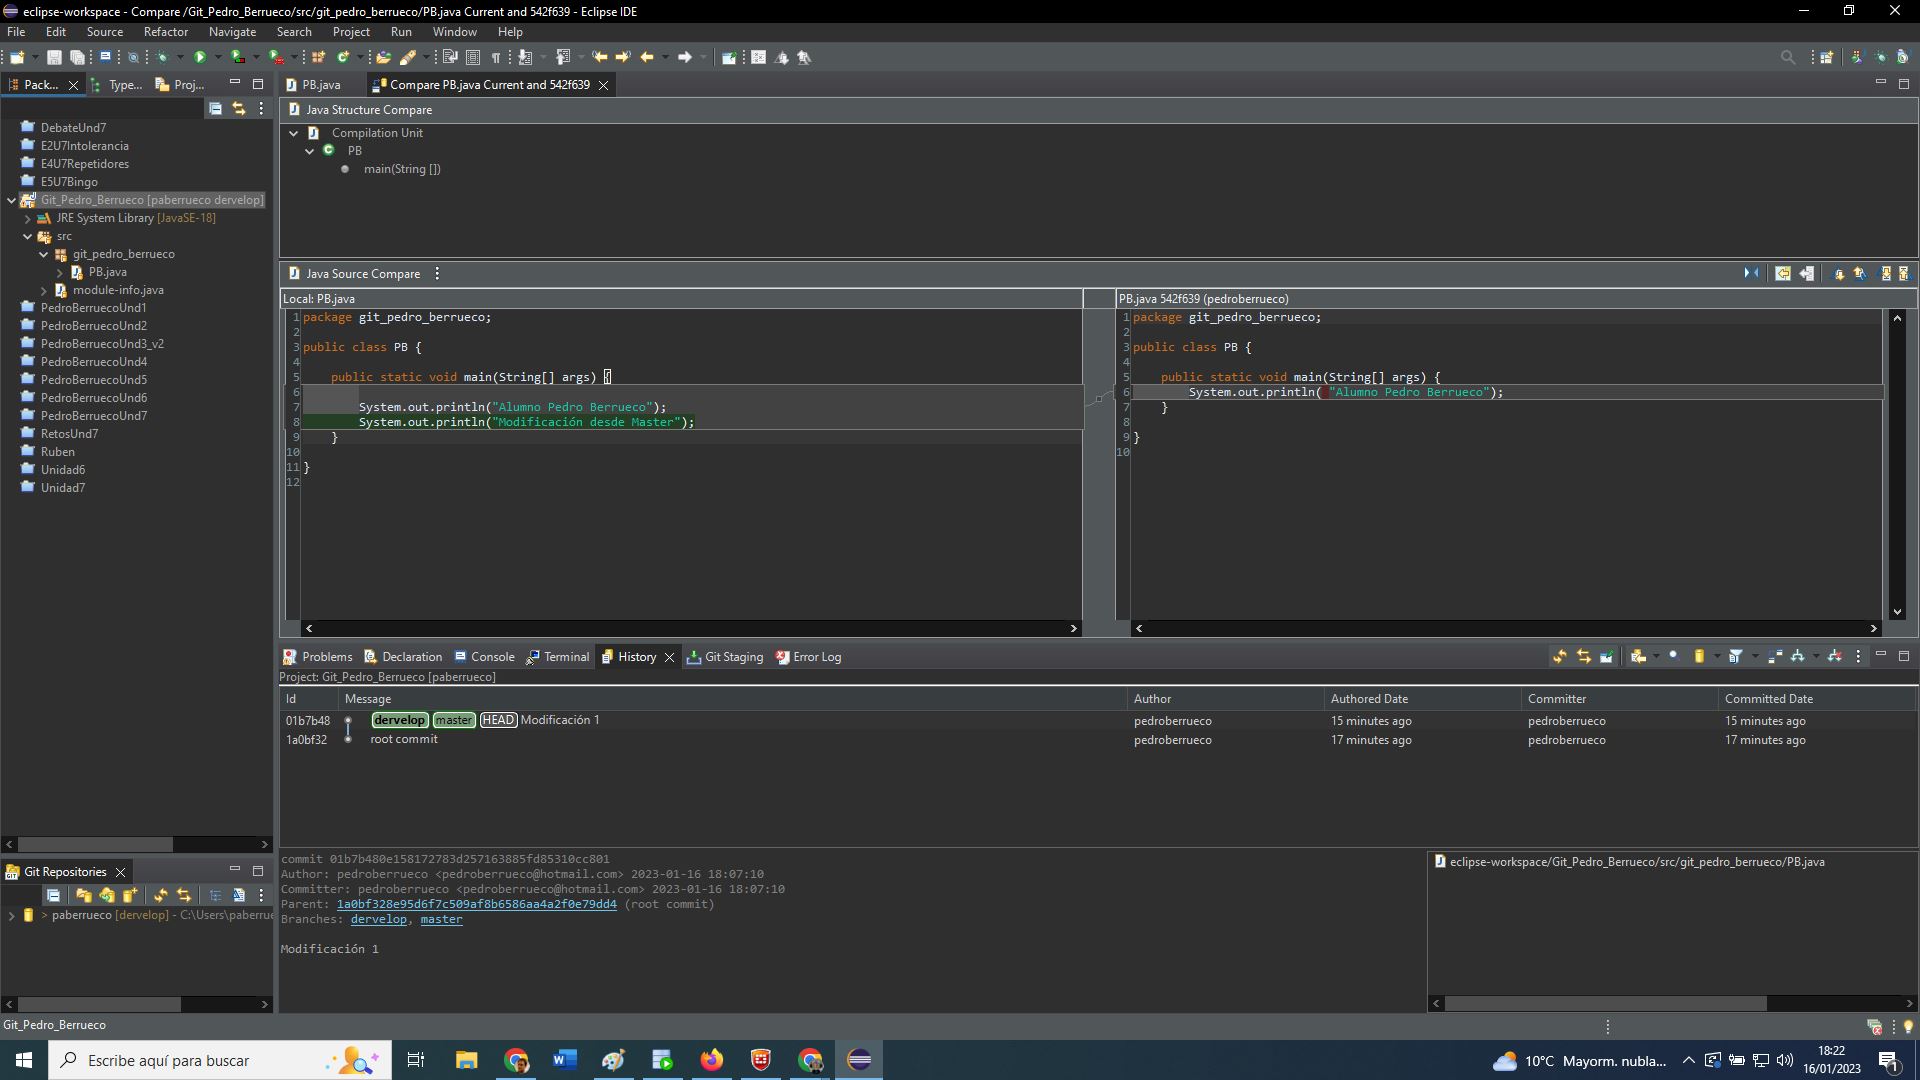 eclipse-workspace - Compare /Git_Pedro_Berrueco/src/git_pedro_berrueco/PB.java Current and 542f639 - Eclipse IDE
File Edit Source Refactor Navigate Search Project Run Window Help
Pack... Type... Proj...
PB.java Compare PB.java Current and 542f639
Java Structure Compare
Compilation Unit
PB
main(String [])
DebateUnd7
E2U7Intolerancia
E4U7Repetidores
E5U7Bingo
Git_Pedro_Berrueco [paberrueco dervelop]
JRE System Library [JavaSE-18]
src
git_pedro_berrueco
PB.java
module-info.java
PedroBerruecoUnd1
PedroBerruecoUnd2
PedroBerruecoUnd3_v2
PedroBerruecoUnd4
PedroBerruecoUnd5
PedroBerruecoUnd6
PedroBerruecoUnd7
RetosUnd7
Ruben
Unidad6
Unidad7
Java Source Compare
Local: PB.java
1 package git_pedro_berrueco;
2
3 public class PB {
4
5 public static void main(String[] args) {
6
7 System.out.println("Alumno Pedro Berrueco");
8 System.out.println("Modificación desde Master");
9 }
10
11 }
12
PB.java 542f639 (pedroberrueco)
1 package git_pedro_berrueco;
2
3 public class PB {
4
5 public static void main(String[] args) {
6 System.out.println( "Alumno Pedro Berrueco");
7 }
8
9 }
10
Problems Declaration Console Terminal History Git Staging Error Log
Project: Git_Pedro_Berrueco [paberrueco]
Id Message Author Authored Date Committer Committed Date
01b7b48 dervelop master HEAD Modificación 1 pedroberrueco 15 minutes ago pedroberrueco 15 minutes ago
1a0bf32 root commit pedroberrueco 17 minutes ago pedroberrueco 17 minutes ago
commit 01b7b480e158172783d257163885fd85310cc801
Author: pedroberrueco <pedroberrueco@hotmail.com> 2023-01-16 18:07:10
Committer: pedroberrueco <pedroberrueco@hotmail.com> 2023-01-16 18:07:10
Parent: 1a0bf328e95d6f7c509af8b6586aa4a2f0e79dd4 (root commit)
Branches: dervelop, master
Modificación 1
eclipse-workspace/Git_Pedro_Berrueco/src/git_pedro_berrueco/PB.java
Git Repositories
> paberrueco [dervelop] - C:\Users\paberrue
Git_Pedro_Berrueco
Escribe aquí para buscar
10°C Mayorm. nubla...
18:22
16/01/2023
1